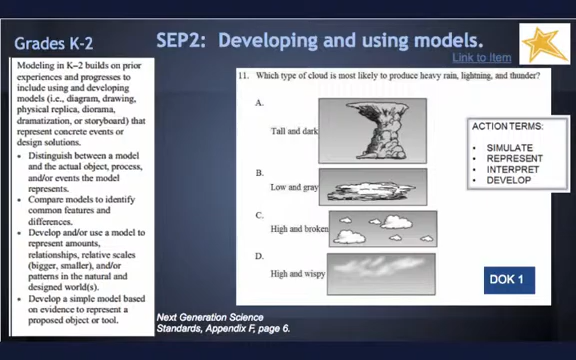 Grades K-2
SEP2: Developing and using models.
Link to Item
Modeling in K–2 builds on prior
experiences and progresses to
include using and developing
models (i.e., diagram, drawing,
physical replica, diorama,
dramatization, or storyboard) that
represent concrete events or
design solutions.
• Distinguish between a model
and the actual object, process,
and/or events the model
represents.
• Compare models to identify
common features and
differences.
• Develop and/or use a model to
represent amounts,
relationships, relative scales
(bigger, smaller), and/or
patterns in the natural and
designed world(s).
• Develop a simple model based
on evidence to represent a
proposed object or tool.
11. Which type of cloud is most likely to produce heavy rain, lightning, and thunder?
A.
Tall and dark
B.
Low and gray
C.
High and broken
D.
High and wispy
ACTION TERMS:
• SIMULATE
• REPRESENT
• INTERPRET
• DEVELOP
DOK 1
Next Generation Science
Standards, Appendix F, page 6.